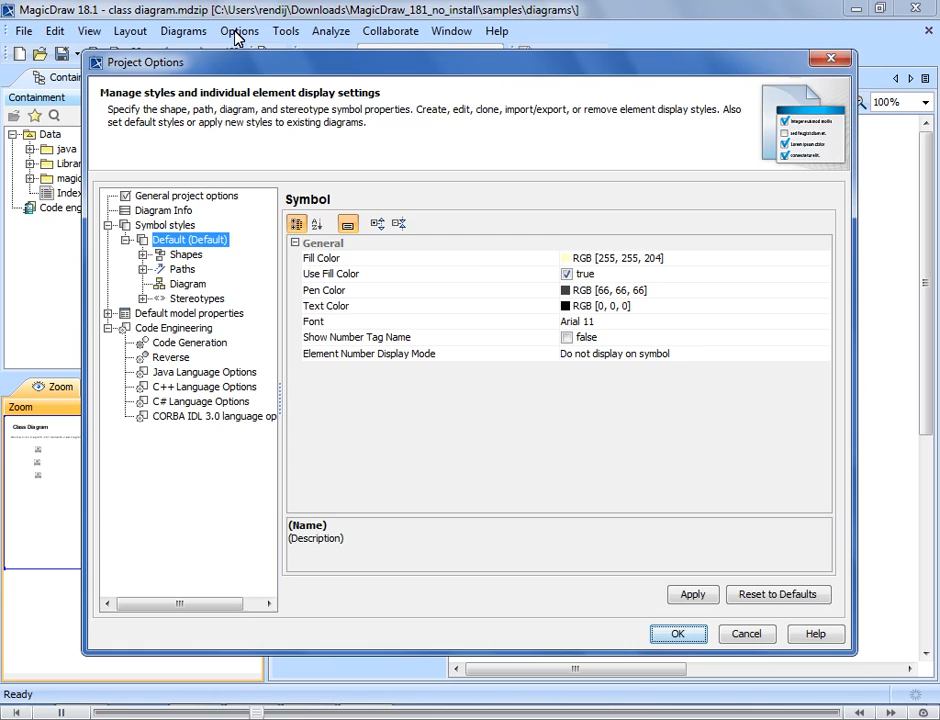 MagicDraw 18.1 - class diagram.mdzip [C:\Users\rendij\Downloads\MagicDraw_181_no_install\samples\diagrams\]
File Edit View Layout Diagrams Options Tools Analyze Collaborate Window Help
Project Options
Manage styles and individual element display settings
Specify the shape, path, diagram, and stereotype symbol properties. Create, edit, clone, import/export, or remove element display styles. Also
set default styles or apply new styles to existing diagrams.
Contain
100%
Containment
Data
java
Librar
magic
Index
Code eng
General project options
Diagram Info
Symbol styles
Default (Default)
Shapes
Paths
Diagram
Stereotypes
Default model properties
Code Engineering
Code Generation
Reverse
Java Language Options
C++ Language Options
C# Language Options
CORBA IDL 3.0 language op
Symbol
General
Fill Color RGB [255, 255, 204]
Use Fill Color true
Pen Color RGB [66, 66, 66]
Text Color RGB [0, 0, 0]
Font Arial 11
Show Number Tag Name false
Element Number Display Mode Do not display on symbol
(Name)
(Description)
Apply Reset to Defaults
OK Cancel Help
Zoom
Zoom
Class Diagram
Ready